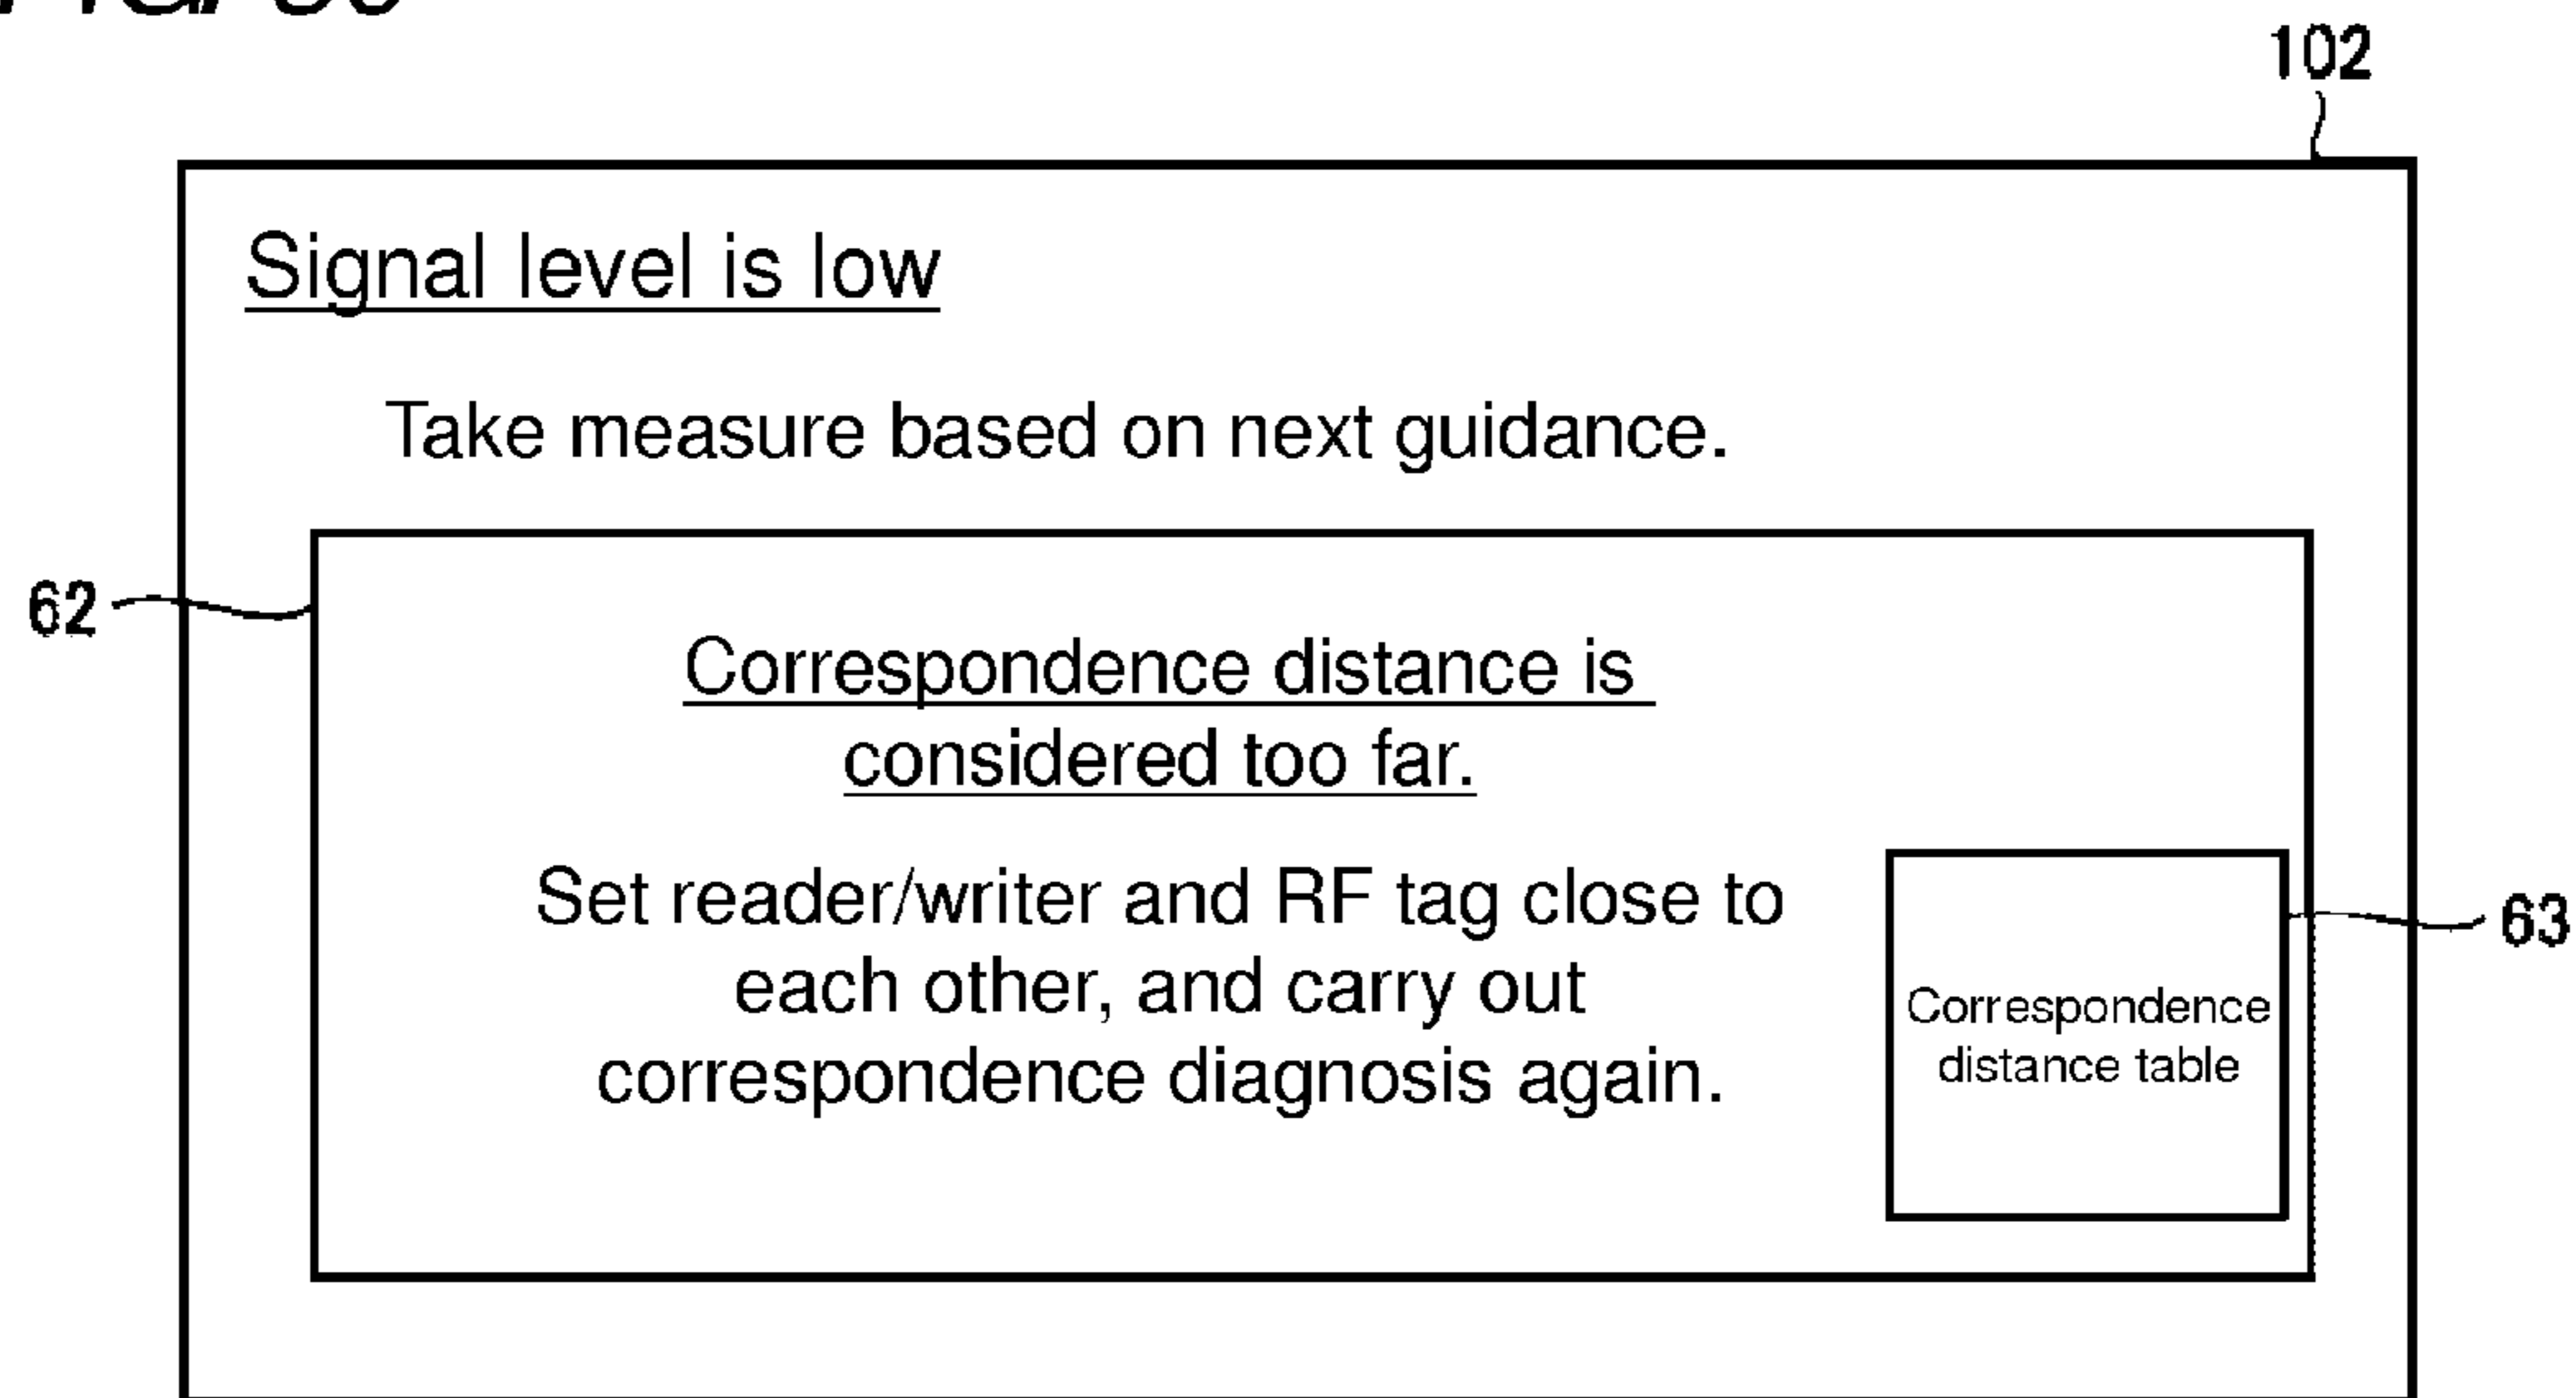 102
Signal level is low
Take measure based on next guidance.
62
Correspondence distance is
considered too far.
Set reader/writer and RF tag close to
each other, and carry out
correspondence diagnosis again.
63
Correspondence
distance table